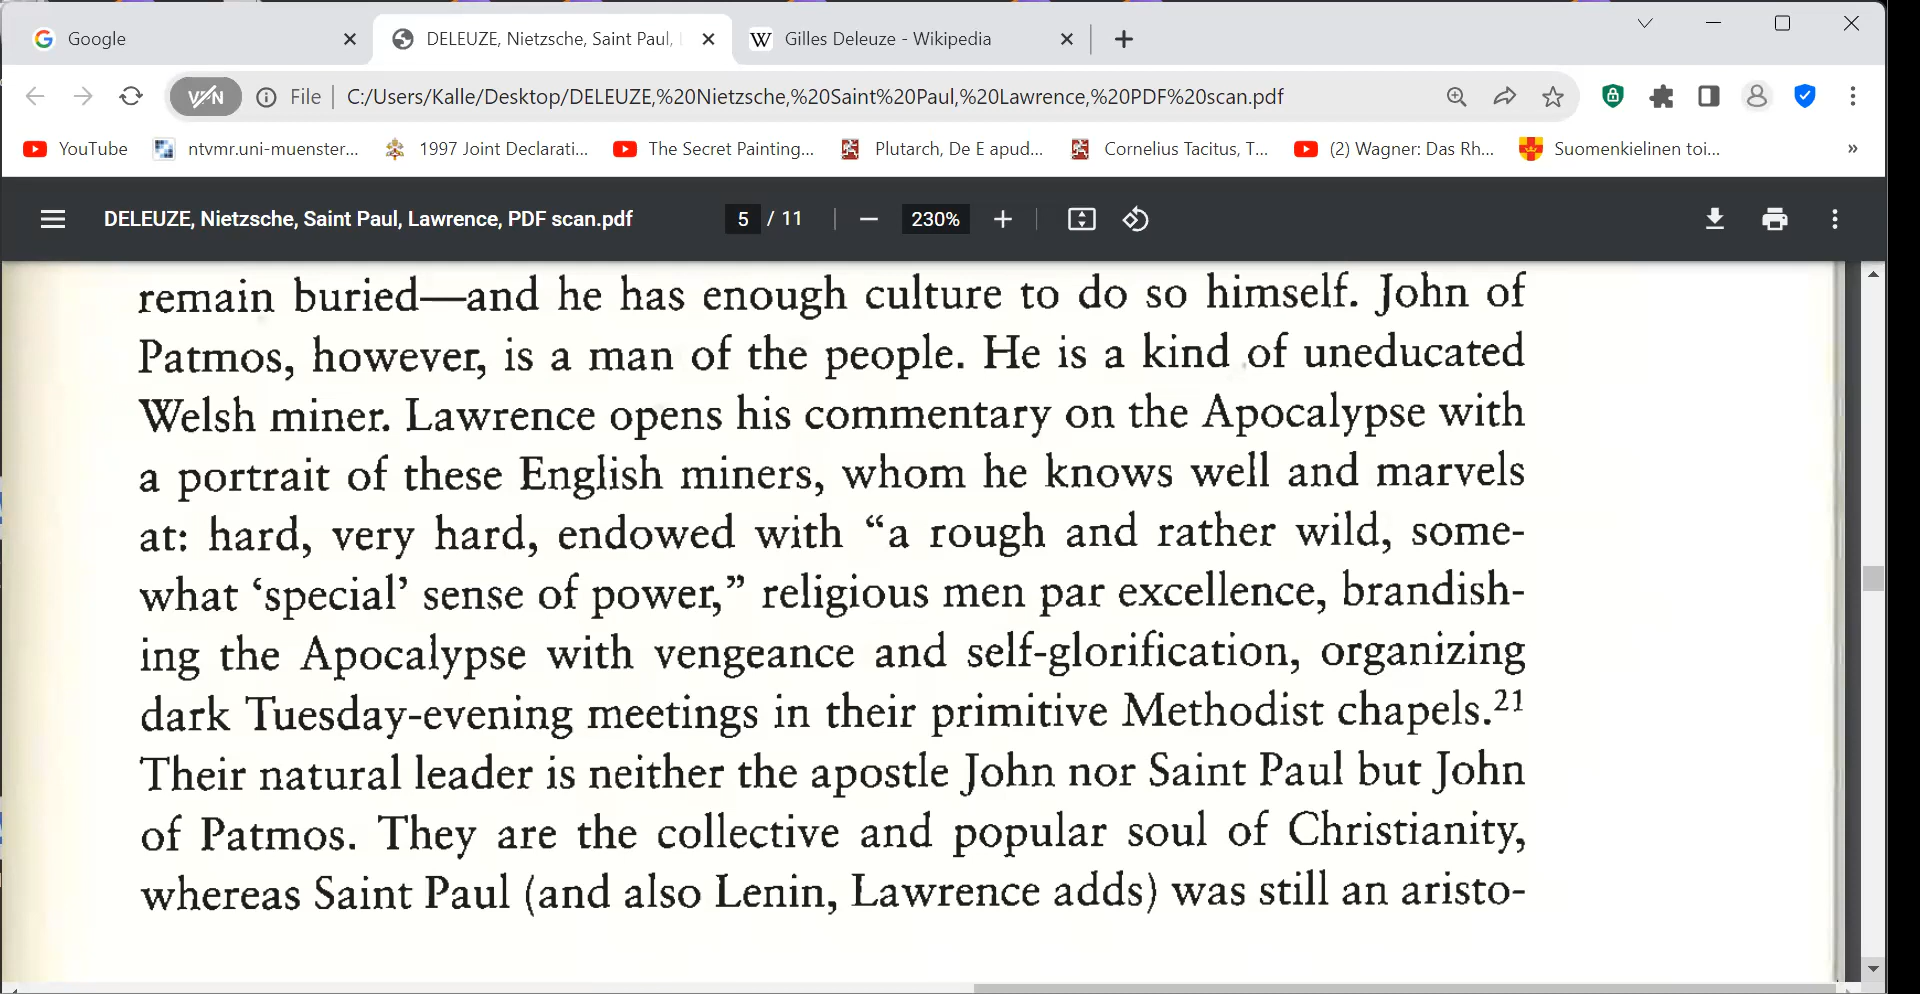 Google
DELEUZE, Nietzsche, Saint Paul,
Gilles Deleuze - Wikipedia
VPN
File
C:/Users/Kalle/Desktop/DELEUZE,%20Nietzsche,%20Saint%20Paul,%20Lawrence,%20PDF%20scan.pdf
YouTube
ntvmr.uni-muenster...
1997 Joint Declarati...
The Secret Painting...
Plutarch, De E apud...
Cornelius Tacitus, T...
(2) Wagner: Das Rh...
Suomenkielinen toi...
»
DELEUZE, Nietzsche, Saint Paul, Lawrence, PDF scan.pdf
5 / 11
230%
remain buried—and he has enough culture to do so himself. John of
Patmos, however, is a man of the people. He is a kind of uneducated
Welsh miner. Lawrence opens his commentary on the Apocalypse with
a portrait of these English miners, whom he knows well and marvels
at: hard, very hard, endowed with “a rough and rather wild, some-
what ‘special’ sense of power,” religious men par excellence, brandish-
ing the Apocalypse with vengeance and self-glorification, organizing
dark Tuesday-evening meetings in their primitive Methodist chapels.21
Their natural leader is neither the apostle John nor Saint Paul but John
of Patmos. They are the collective and popular soul of Christianity,
whereas Saint Paul (and also Lenin, Lawrence adds) was still an aristo-